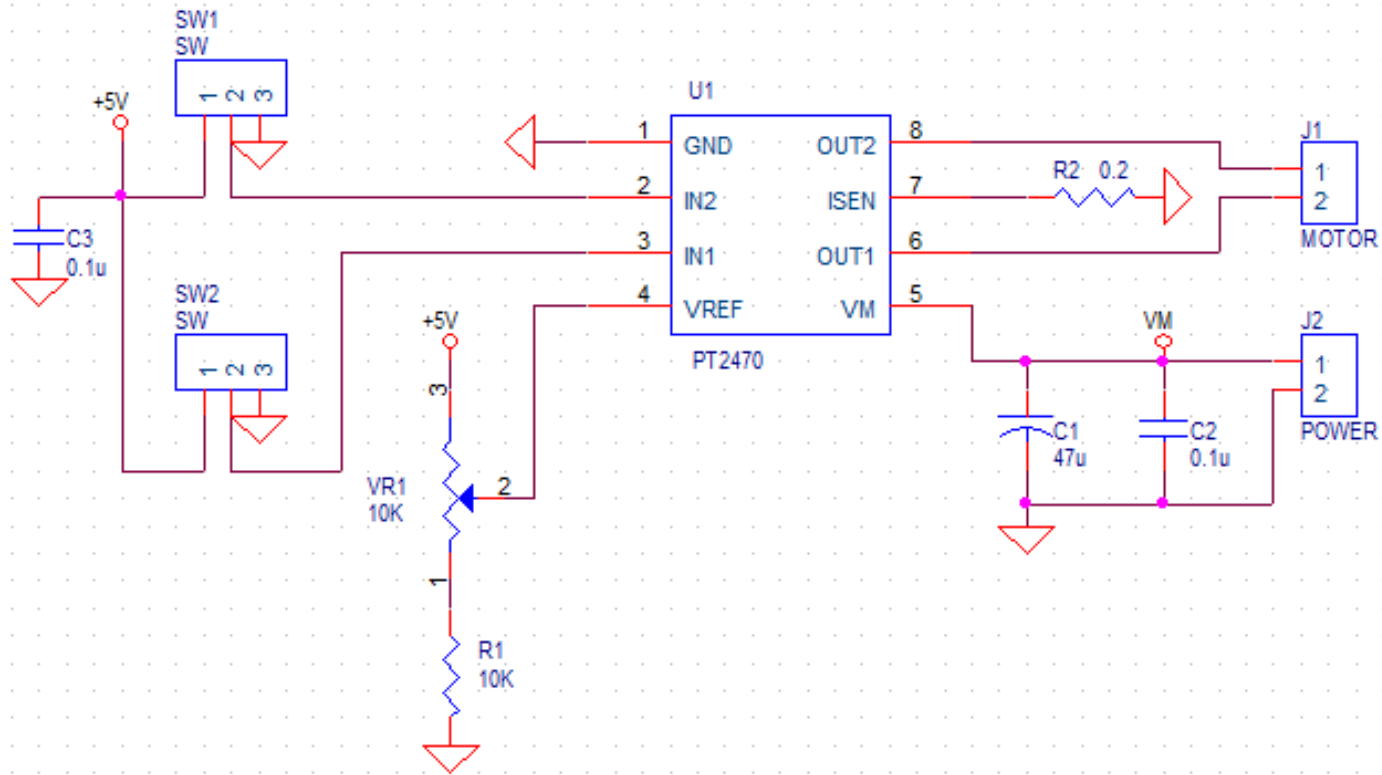 SW1
SW
1 2 3
+5V
C3
0.1u
SW2
SW
1 2 3
+5V
3
VR1
10K
2
1
R1
10K
U1
1 GND
2 IN2
3 IN1
4 VREF
OUT2 8
ISEN 7
OUT1 6
VM 5
PT2470
R2 0.2
J1
1
2
MOTOR
VM
J2
1
2
POWER
C1
47u
C2
0.1u